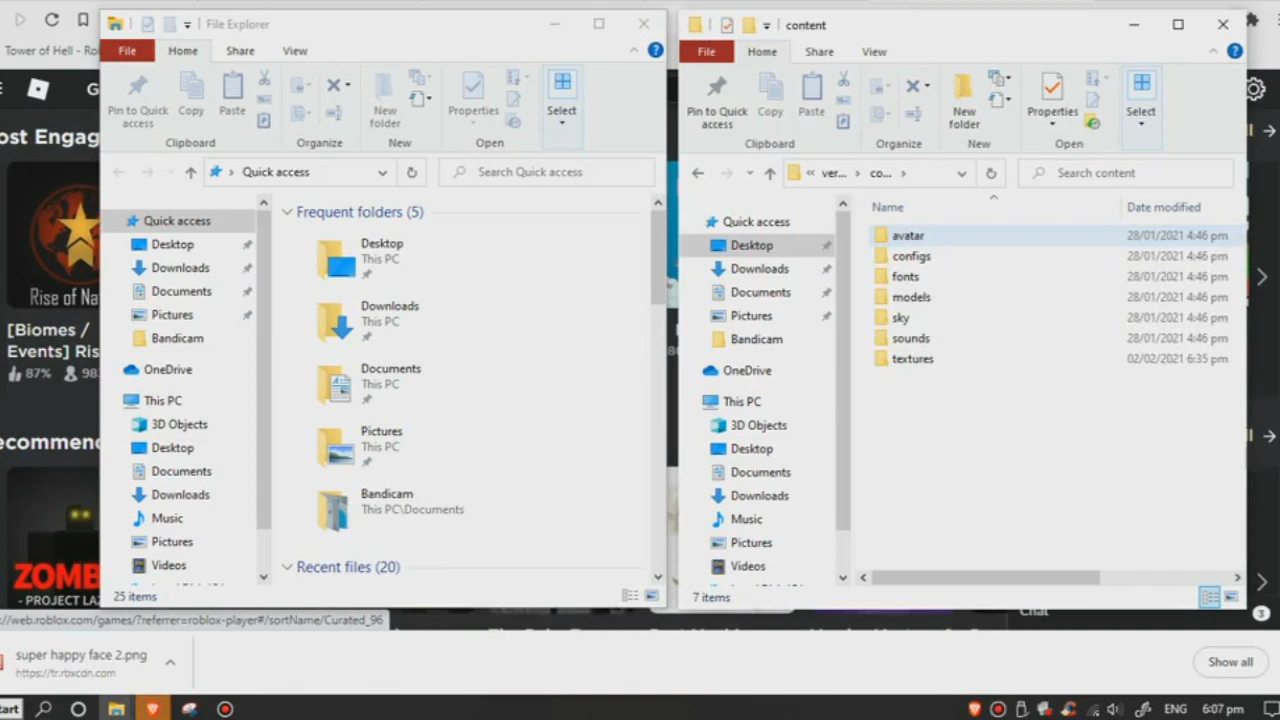 Tower of Hell - Ro
ost Engag
Rise of Na
[Biomes /
Events] Ris
87%
98
ecommen
ZOMB
- PROJECT LAZ
File Explorer
File
Home
Share
View
Pin to Quick
access
Copy
Paste
New
folder
Properties
Select
Clipboard
Organize
New
Open
Quick access
Search Quick access
Quick access
Desktop
Downloads
Documents
Pictures
Bandicam
OneDrive
This PC
3D Objects
Desktop
Documents
Downloads
Music
Pictures
Videos
Frequent folders (5)
Desktop
This PC
Downloads
This PC
Documents
This PC
Pictures
This PC
Bandicam
This PC\Documents
Recent files (20)
25 items
content
File
Home
Share
View
Pin to Quick
access
Copy
Paste
New
folder
Properties
Select
Clipboard
Organize
New
Open
« ver... › co... ›
Search content
Quick access
Desktop
Downloads
Documents
Pictures
Bandicam
OneDrive
This PC
3D Objects
Desktop
Documents
Downloads
Music
Pictures
Videos
Name Date modified
avatar 28/01/2021 4:46 pm
configs 28/01/2021 4:46 pm
fonts 28/01/2021 4:46 pm
models 28/01/2021 4:46 pm
sky 28/01/2021 4:46 pm
sounds 28/01/2021 4:46 pm
textures 02/02/2021 6:35 pm
7 items
Chat
3
://web.roblox.com/games/?referrer=roblox-player#/sortName/Curated_96
super happy face 2.png
https://tr.rbxcdn.com
Show all
tart
ENG
6:07 pm